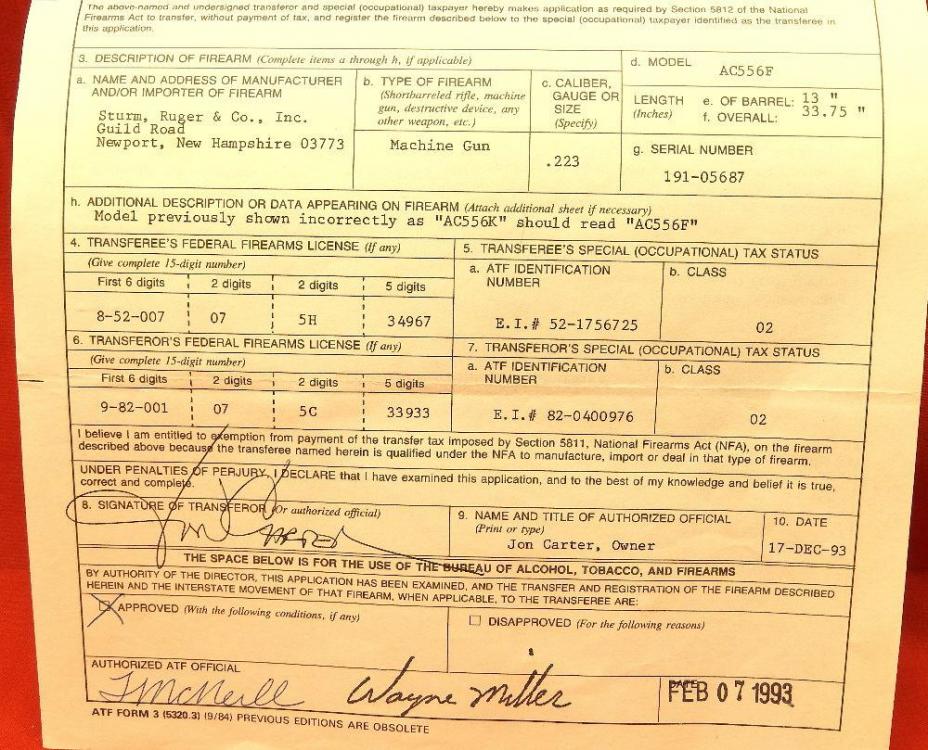 The above-named and undersigned transferor and special (occupational) taxpayer hereby makes application as required by Section 5812 of the National
Firearms Act to transfer, without payment of tax, and register the firearm described below to the special (occupational) taxpayer identified as the transferee in
this application.
3. DESCRIPTION OF FIREARM (Complete items a through h, if applicable)
a. NAME AND ADDRESS OF MANUFACTURER
AND/OR IMPORTER OF FIREARM
Sturm, Ruger & Co., Inc.
Guild Road
Newport, New Hampshire 03773
b. TYPE OF FIREARM
(Shortbarreled rifle, machine
gun, destructive device, any
other weapon, etc.)
Machine Gun
c. CALIBER,
GAUGE OR
SIZE
(Specify)
.223
d. MODEL
AC556F
LENGTH
(Inches)
e. OF BARREL: 13 "
f. OVERALL: 33.75 "
g. SERIAL NUMBER
191-05687
h. ADDITIONAL DESCRIPTION OR DATA APPEARING ON FIREARM (Attach additional sheet if necessary)
Model previously shown incorrectly as "AC556K" should read "AC556F"
4. TRANSFEREE'S FEDERAL FIREARMS LICENSE (If any)
(Give complete 15-digit number)
First 6 digits 2 digits 2 digits 5 digits
8-52-007 07 5H 34967
5. TRANSFEREE'S SPECIAL (OCCUPATIONAL) TAX STATUS
a. ATF IDENTIFICATION
NUMBER
E.I.# 52-1756725
b. CLASS
02
6. TRANSFEROR'S FEDERAL FIREARMS LICENSE (If any)
(Give complete 15-digit number)
First 6 digits 2 digits 2 digits 5 digits
9-82-001 07 5C 33933
7. TRANSFEROR'S SPECIAL (OCCUPATIONAL) TAX STATUS
a. ATF IDENTIFICATION
NUMBER
E.I.# 82-0400976
b. CLASS
02
I believe I am entitled to exemption from payment of the transfer tax imposed by Section 5811, National Firearms Act (NFA), on the firearm
described above because the transferee named herein is qualified under the NFA to manufacture, import or deal in that type of firearm.
UNDER PENALTIES OF PERJURY, I DECLARE that I have examined this application, and to the best of my knowledge and belief it is true,
correct and complete.
8. SIGNATURE OF TRANSFEROR (Or authorized official)
9. NAME AND TITLE OF AUTHORIZED OFFICIAL
(Print or type)
Jon Carter, Owner
10. DATE
17-DEC-93
THE SPACE BELOW IS FOR THE USE OF THE BUREAU OF ALCOHOL, TOBACCO, AND FIREARMS
BY AUTHORITY OF THE DIRECTOR, THIS APPLICATION HAS BEEN EXAMINED, AND THE TRANSFER AND REGISTRATION OF THE FIREARM DESCRIBED
HEREIN AND THE INTERSTATE MOVEMENT OF THAT FIREARM, WHEN APPLICABLE, TO THE TRANSFEREE ARE:
APPROVED (With the following conditions, if any)
DISAPPROVED (For the following reasons)
AUTHORIZED ATF OFFICIAL
Wayne Miller
DATE
FEB 07 1993
ATF FORM 3 (5320.3) (9/84) PREVIOUS EDITIONS ARE OBSOLETE